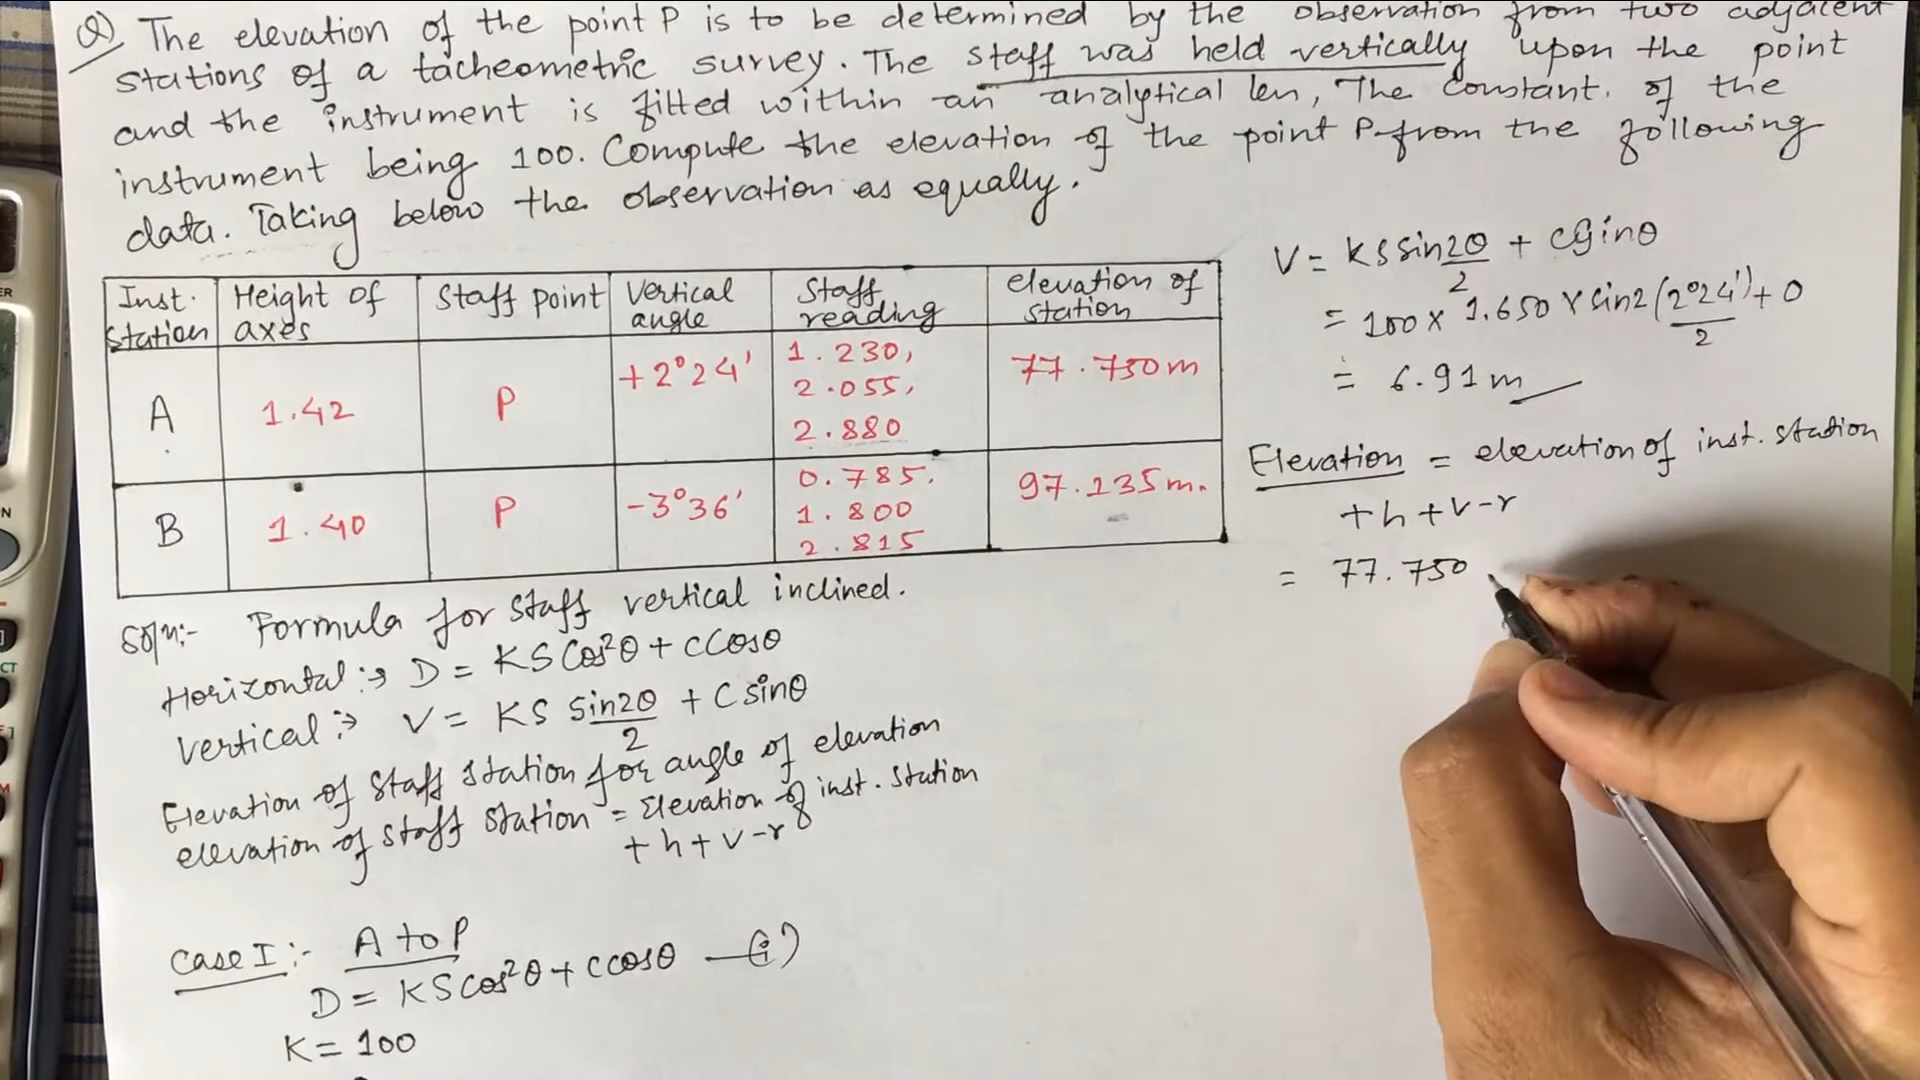 Q) The elevation of the point P is to be determined by the observation from two adjacent
stations of a tacheometric survey. The staff was held vertically upon the point
and the instrument is fitted within an analytical len, The Constant. of the
instrument being 100. Compute the elevation of the point P from the following
data. Taking below the observation as equally.
Inst. station | Height of axes | Staff point | Vertical angle | Staff reading | elevation of station
A | 1.42 | P | +2°24' | 1.230, 2.055, 2.880 | 77.750m
B | 1.40 | P | -3°36' | 0.785, 1.800 2.815 | 97.135m.
Solⁿ:- Formula for staff vertical inclined.
Horizontal :→ D = KS Cos²θ + C Cosθ
Vertical :→ V = KS sin2θ/2 + C sinθ
Elevation of staff station for angle of elevation
elevation of staff station = Elevation of inst. station
+ h + v - r
Case I :- A to P
D = KS cos²θ + C cosθ —(i)
K = 100
V = KS sin2θ/2 + C sinθ
= 100 × 1.650 × sin2(2°24')/2 + 0
= 6.91m
Elevation = elevation of inst. station
+ h + v - r
= 77.750